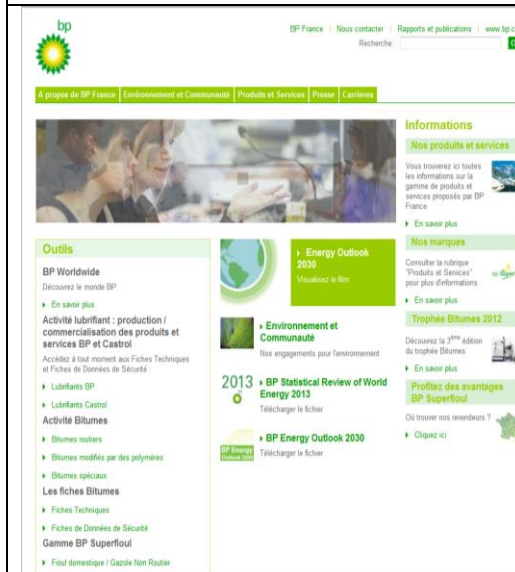 bp
BP France | Nous contacter | Rapports et publications | www.bp.c
Recherche:
A propos de BP France | Environnement et Communauté | Produits et Services | Presse | Carrieres
Outils
BP Worldwide
Découvrez le monde BP
En savoir plus
Activité lubrifiant : production /
commercialisation des produits et
services BP et Castrol
Accédez à tout moment aux Fiches Techniques
et Fiches de Données de Sécurité :
Lubrifiants BP
Lubrifiants Castrol
Activité Bitumes
Bitumes routiers
Bitumes modifiés par des polymères
Bitumes spéciaux
Les fiches Bitumes
Fiches Techniques
Fiches de Données de Sécurité
Gamme BP Superfioul
Fioul domestique / Gazole Non Routier
Energy Outlook
2030
Visualisez le film
Environnement et
Communauté
Nos engagements pour l'environnement
2013
BP Statistical Review of World
Energy 2013
Télécharger le fichier
BP Energy
Outlook 2030
BP Energy Outlook 2030
Télécharger le fichier
Informations
Nos produits et services
Vous trouverez ici toutes
les informations sur la
gamme de produits et
services proposés par BP
France
En savoir plus
Nos marques
Consulter la rubrique
"Produits et Services"
pour plus d'informations.
En savoir plus
Trophée Bitumes 2012
Découvrez la 3ème édition
du trophée Bitumes
En savoir plus
Profitez des avantages
BP Superfioul
Où trouver nos revendeurs ?
Cliquez ici